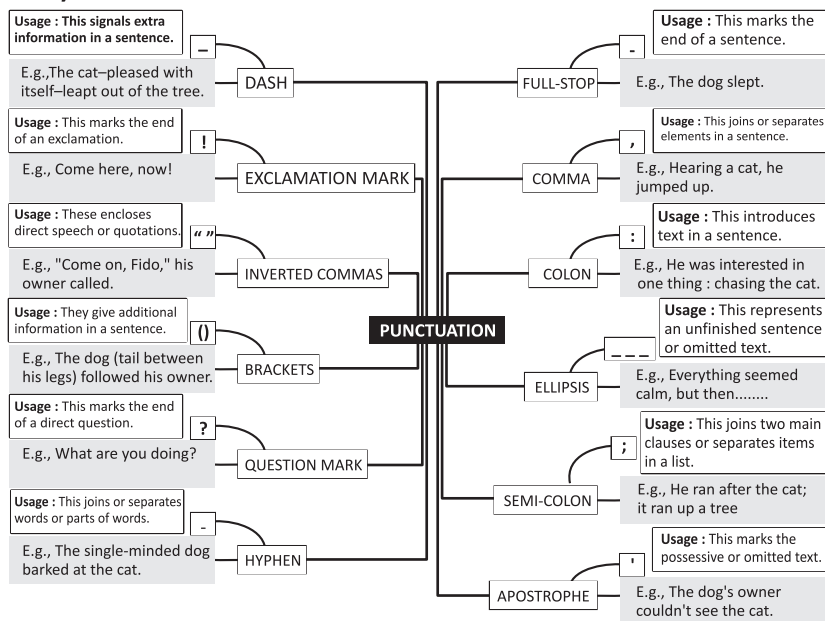 Usage : This signals extra
information in a sentence.
–
E.g.,The cat–pleased with
itself–leapt out of the tree.
DASH
Usage : This marks the end
of an exclamation.
!
E.g., Come here, now!
EXCLAMATION MARK
Usage : These encloses
direct speech or quotations.
“ ”
E.g., "Come on, Fido," his
owner called.
INVERTED COMMAS
Usage : They give additional
information in a sentence.
()
E.g., The dog (tail between
his legs) followed his owner.
BRACKETS
Usage : This marks the end
of a direct question.
?
E.g., What are you doing?
QUESTION MARK
Usage : This joins or separates
words or parts of words.
-
E.g., The single-minded dog
barked at the cat.
HYPHEN
PUNCTUATION
Usage : This marks the
end of a sentence.
-
FULL-STOP
E.g., The dog slept.
Usage : This joins or separates
elements in a sentence.
,
COMMA
E.g., Hearing a cat, he
jumped up.
Usage : This introduces
text in a sentence.
:
COLON
E.g., He was interested in
one thing : chasing the cat.
Usage : This represents
an unfinished sentence
or omitted text.
_ _ _
ELLIPSIS
E.g., Everything seemed
calm, but then........
Usage : This joins two main
clauses or separates items
in a list.
;
SEMI-COLON
E.g., He ran after the cat;
it ran up a tree
Usage : This marks the
possessive or omitted text.
'
APOSTROPHE
E.g., The dog's owner
couldn't see the cat.